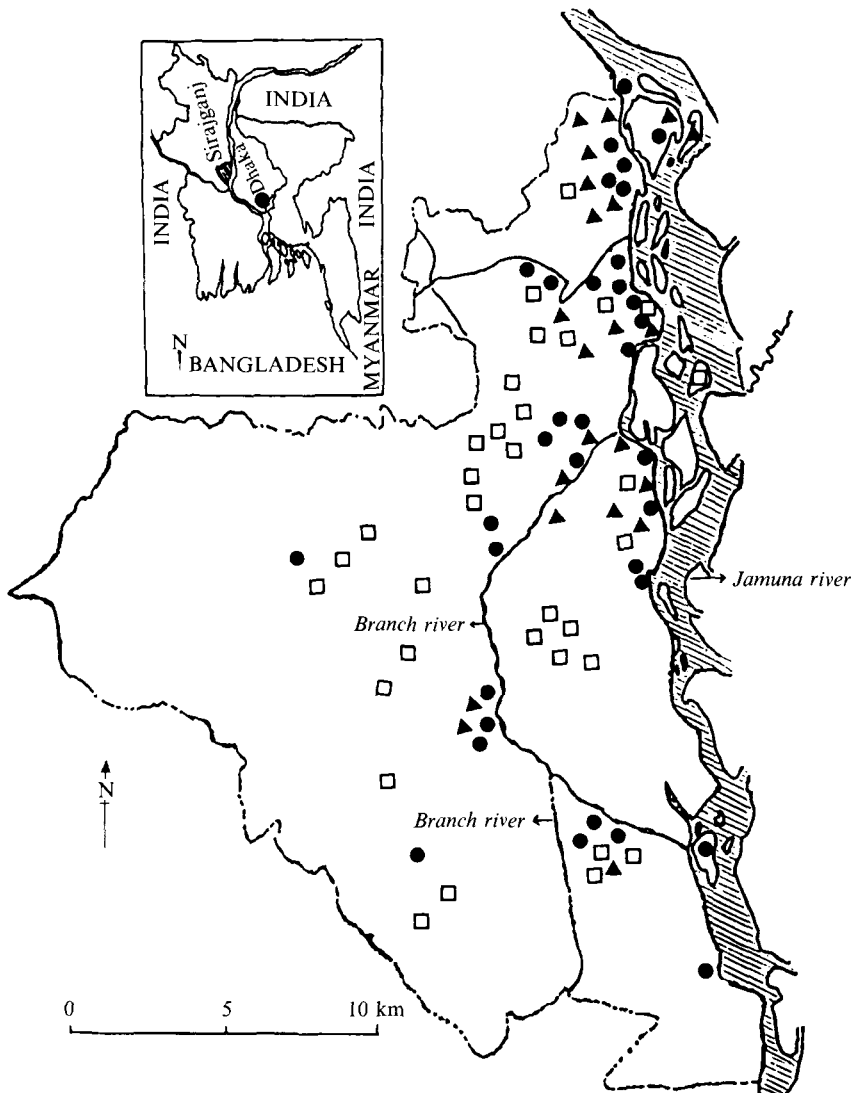 INDIA
Sirajganj
Dhaka
INDIA
INDIA
MYANMAR
N
BANGLADESH
Jamuna river
Branch river
N
Branch river
0 5 10 km